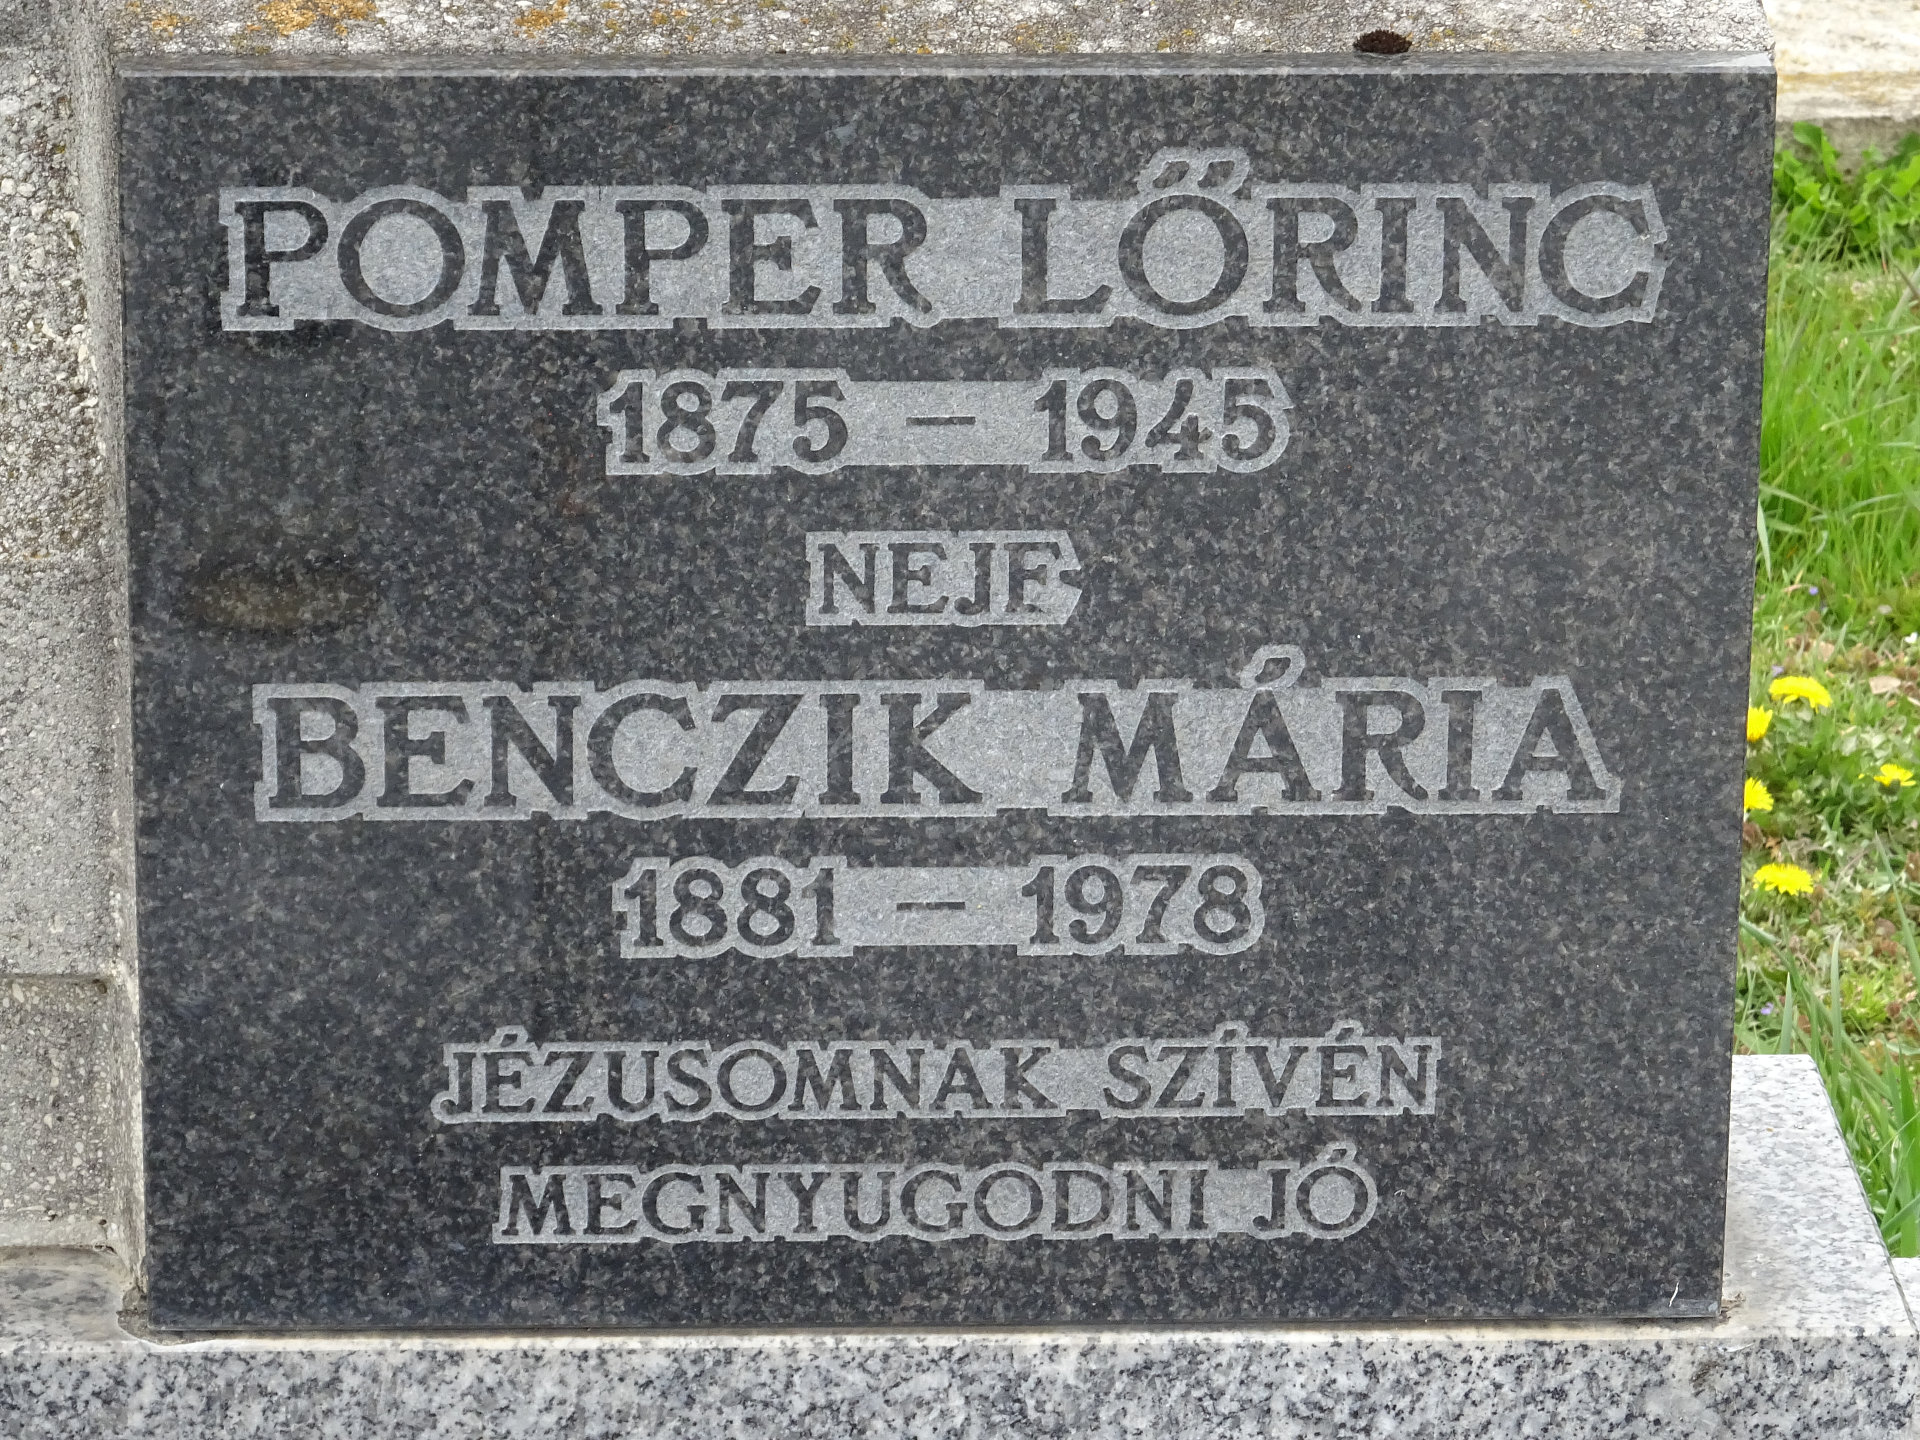 POMPER LŐRINC
1875 – 1945
NEJE
BENCZIK MÁRIA
1881 – 1978
JÉZUSOMNAK SZÍVÉN
MEGNYUGODNI JÓ